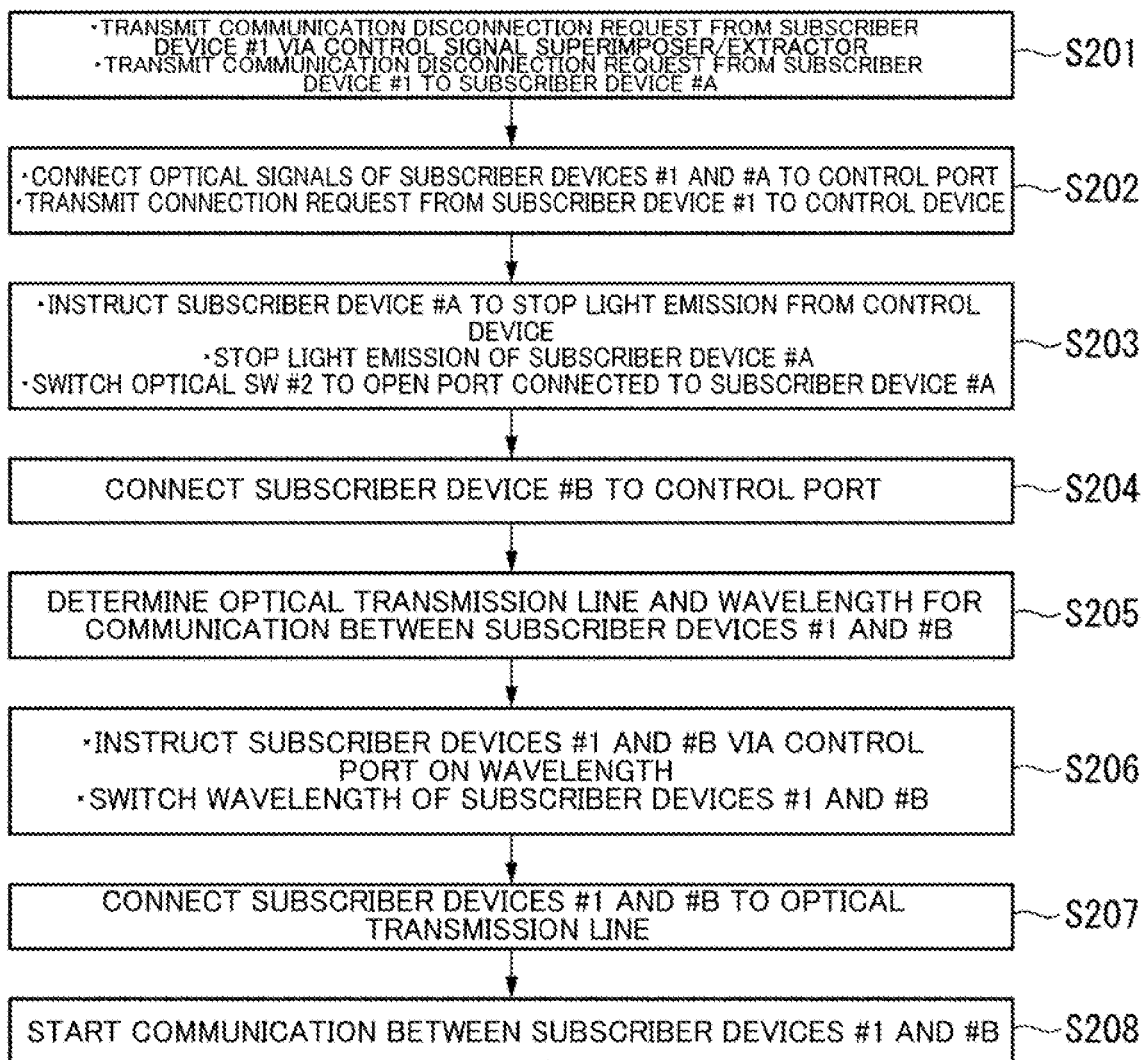 ·TRANSMIT COMMUNICATION DISCONNECTION REQUEST FROM SUBSCRIBER
DEVICE #1 VIA CONTROL SIGNAL SUPERIMPOSER/EXTRACTOR
·TRANSMIT COMMUNICATION DISCONNECTION REQUEST FROM SUBSCRIBER
DEVICE #1 TO SUBSCRIBER DEVICE #A
S201
·CONNECT OPTICAL SIGNALS OF SUBSCRIBER DEVICES #1 AND #A TO CONTROL PORT
·TRANSMIT CONNECTION REQUEST FROM SUBSCRIBER DEVICE #1 TO CONTROL DEVICE
S202
·INSTRUCT SUBSCRIBER DEVICE #A TO STOP LIGHT EMISSION FROM CONTROL
DEVICE
·STOP LIGHT EMISSION OF SUBSCRIBER DEVICE #A
·SWITCH OPTICAL SW #2 TO OPEN PORT CONNECTED TO SUBSCRIBER DEVICE #A
S203
CONNECT SUBSCRIBER DEVICE #B TO CONTROL PORT
S204
DETERMINE OPTICAL TRANSMISSION LINE AND WAVELENGTH FOR
COMMUNICATION BETWEEN SUBSCRIBER DEVICES #1 AND #B
S205
·INSTRUCT SUBSCRIBER DEVICES #1 AND #B VIA CONTROL
PORT ON WAVELENGTH
·SWITCH WAVELENGTH OF SUBSCRIBER DEVICES #1 AND #B
S206
CONNECT SUBSCRIBER DEVICES #1 AND #B TO OPTICAL
TRANSMISSION LINE
S207
START COMMUNICATION BETWEEN SUBSCRIBER DEVICES #1 AND #B
S208